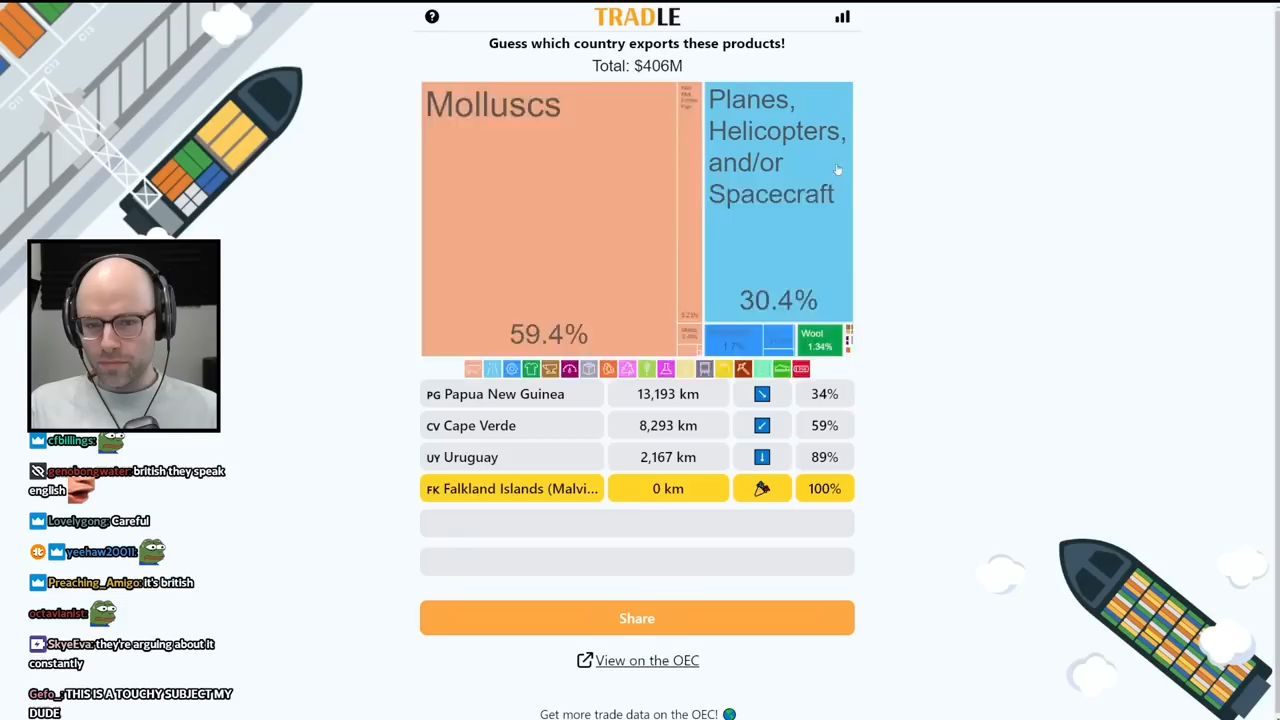 TRADLE
Guess which country exports these products!
Total: $406M
Molluscs
59.4%
Planes,
Helicopters,
and/or
Spacecraft
30.4%
1.7%
Wool
1.34%
PG Papua New Guinea 13,193 km 34%
CV Cape Verde 8,293 km 59%
UY Uruguay 2,167 km 89%
FK Falkland Islands (Malvi... 0 km 100%
Share
View on the OEC
Get more trade data on the OEC!
cfbillings:
genobongwater: british they speak
english
Lovelygong: Careful
yeehaw20011:
Preaching_Amigo: it's british
octavianist:
SkyeEva: they're arguing about it
constantly
Gefo_: THIS IS A TOUCHY SUBJECT MY
DUDE